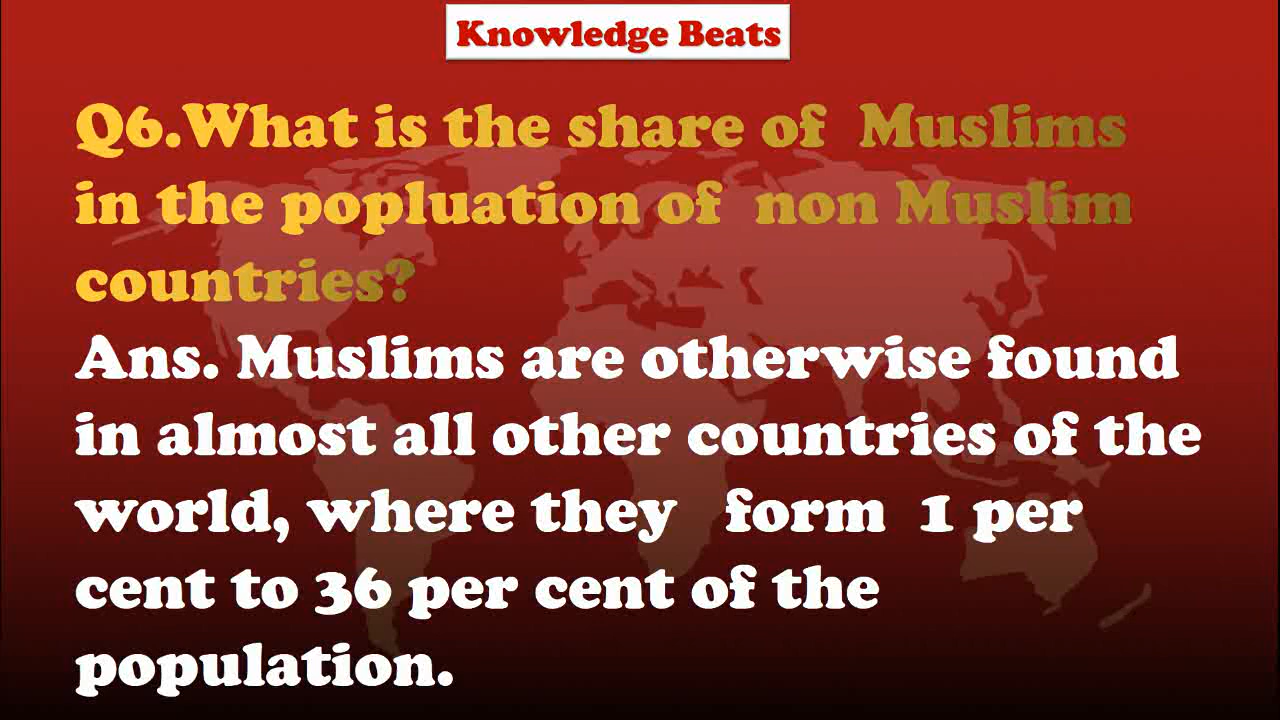 Knowledge Beats
Q6.What is the share of Muslims
in the popluation of non Muslim
countries?
Ans. Muslims are otherwise found
in almost all other countries of the
world, where they form 1 per
cent to 36 per cent of the
population.